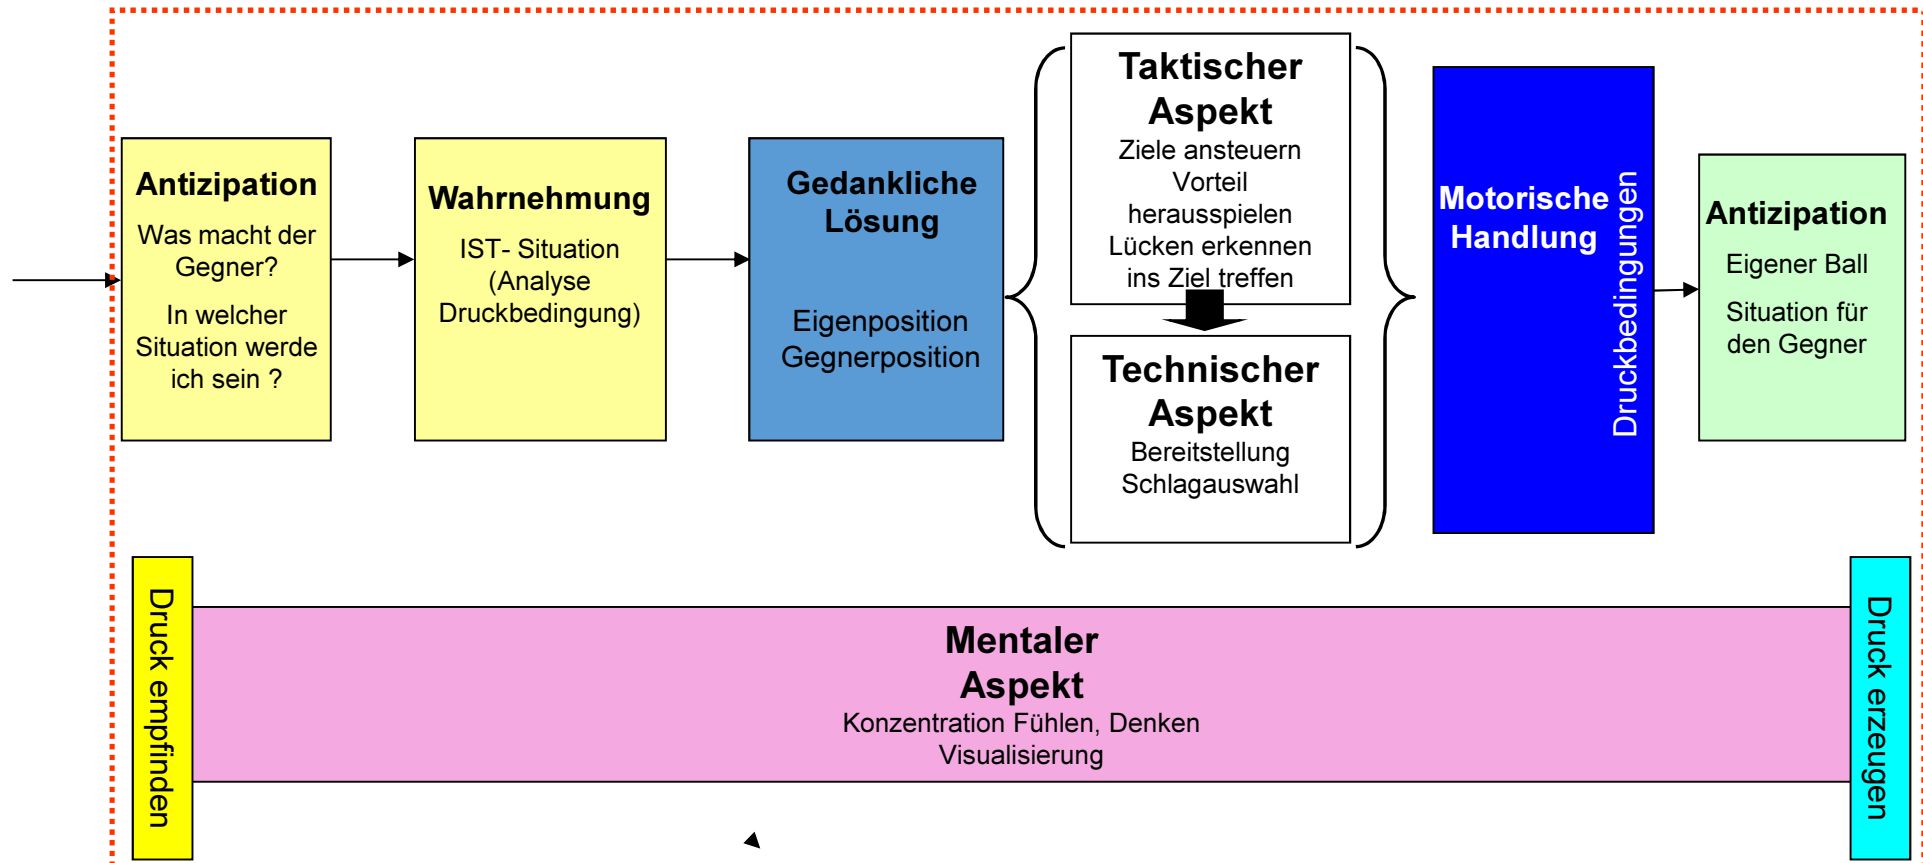 Antizipation
Was macht der
Gegner?
In welcher
Situation werde
ich sein ?
Wahrnehmung
IST- Situation
(Analyse
Druckbedingung)
Gedankliche
Lösung
Eigenposition
Gegnerposition
Taktischer
Aspekt
Ziele ansteuern
Vorteil
herausspielen
Lücken erkennen
ins Ziel treffen
Technischer
Aspekt
Bereitstellung
Schlagauswahl
Motorische
Handlung
Druckbedingungen
Antizipation
Eigener Ball
Situation für
den Gegner
Druck empfinden
Mentaler
Aspekt
Konzentration Fühlen, Denken
Visualisierung
Druck erzeugen